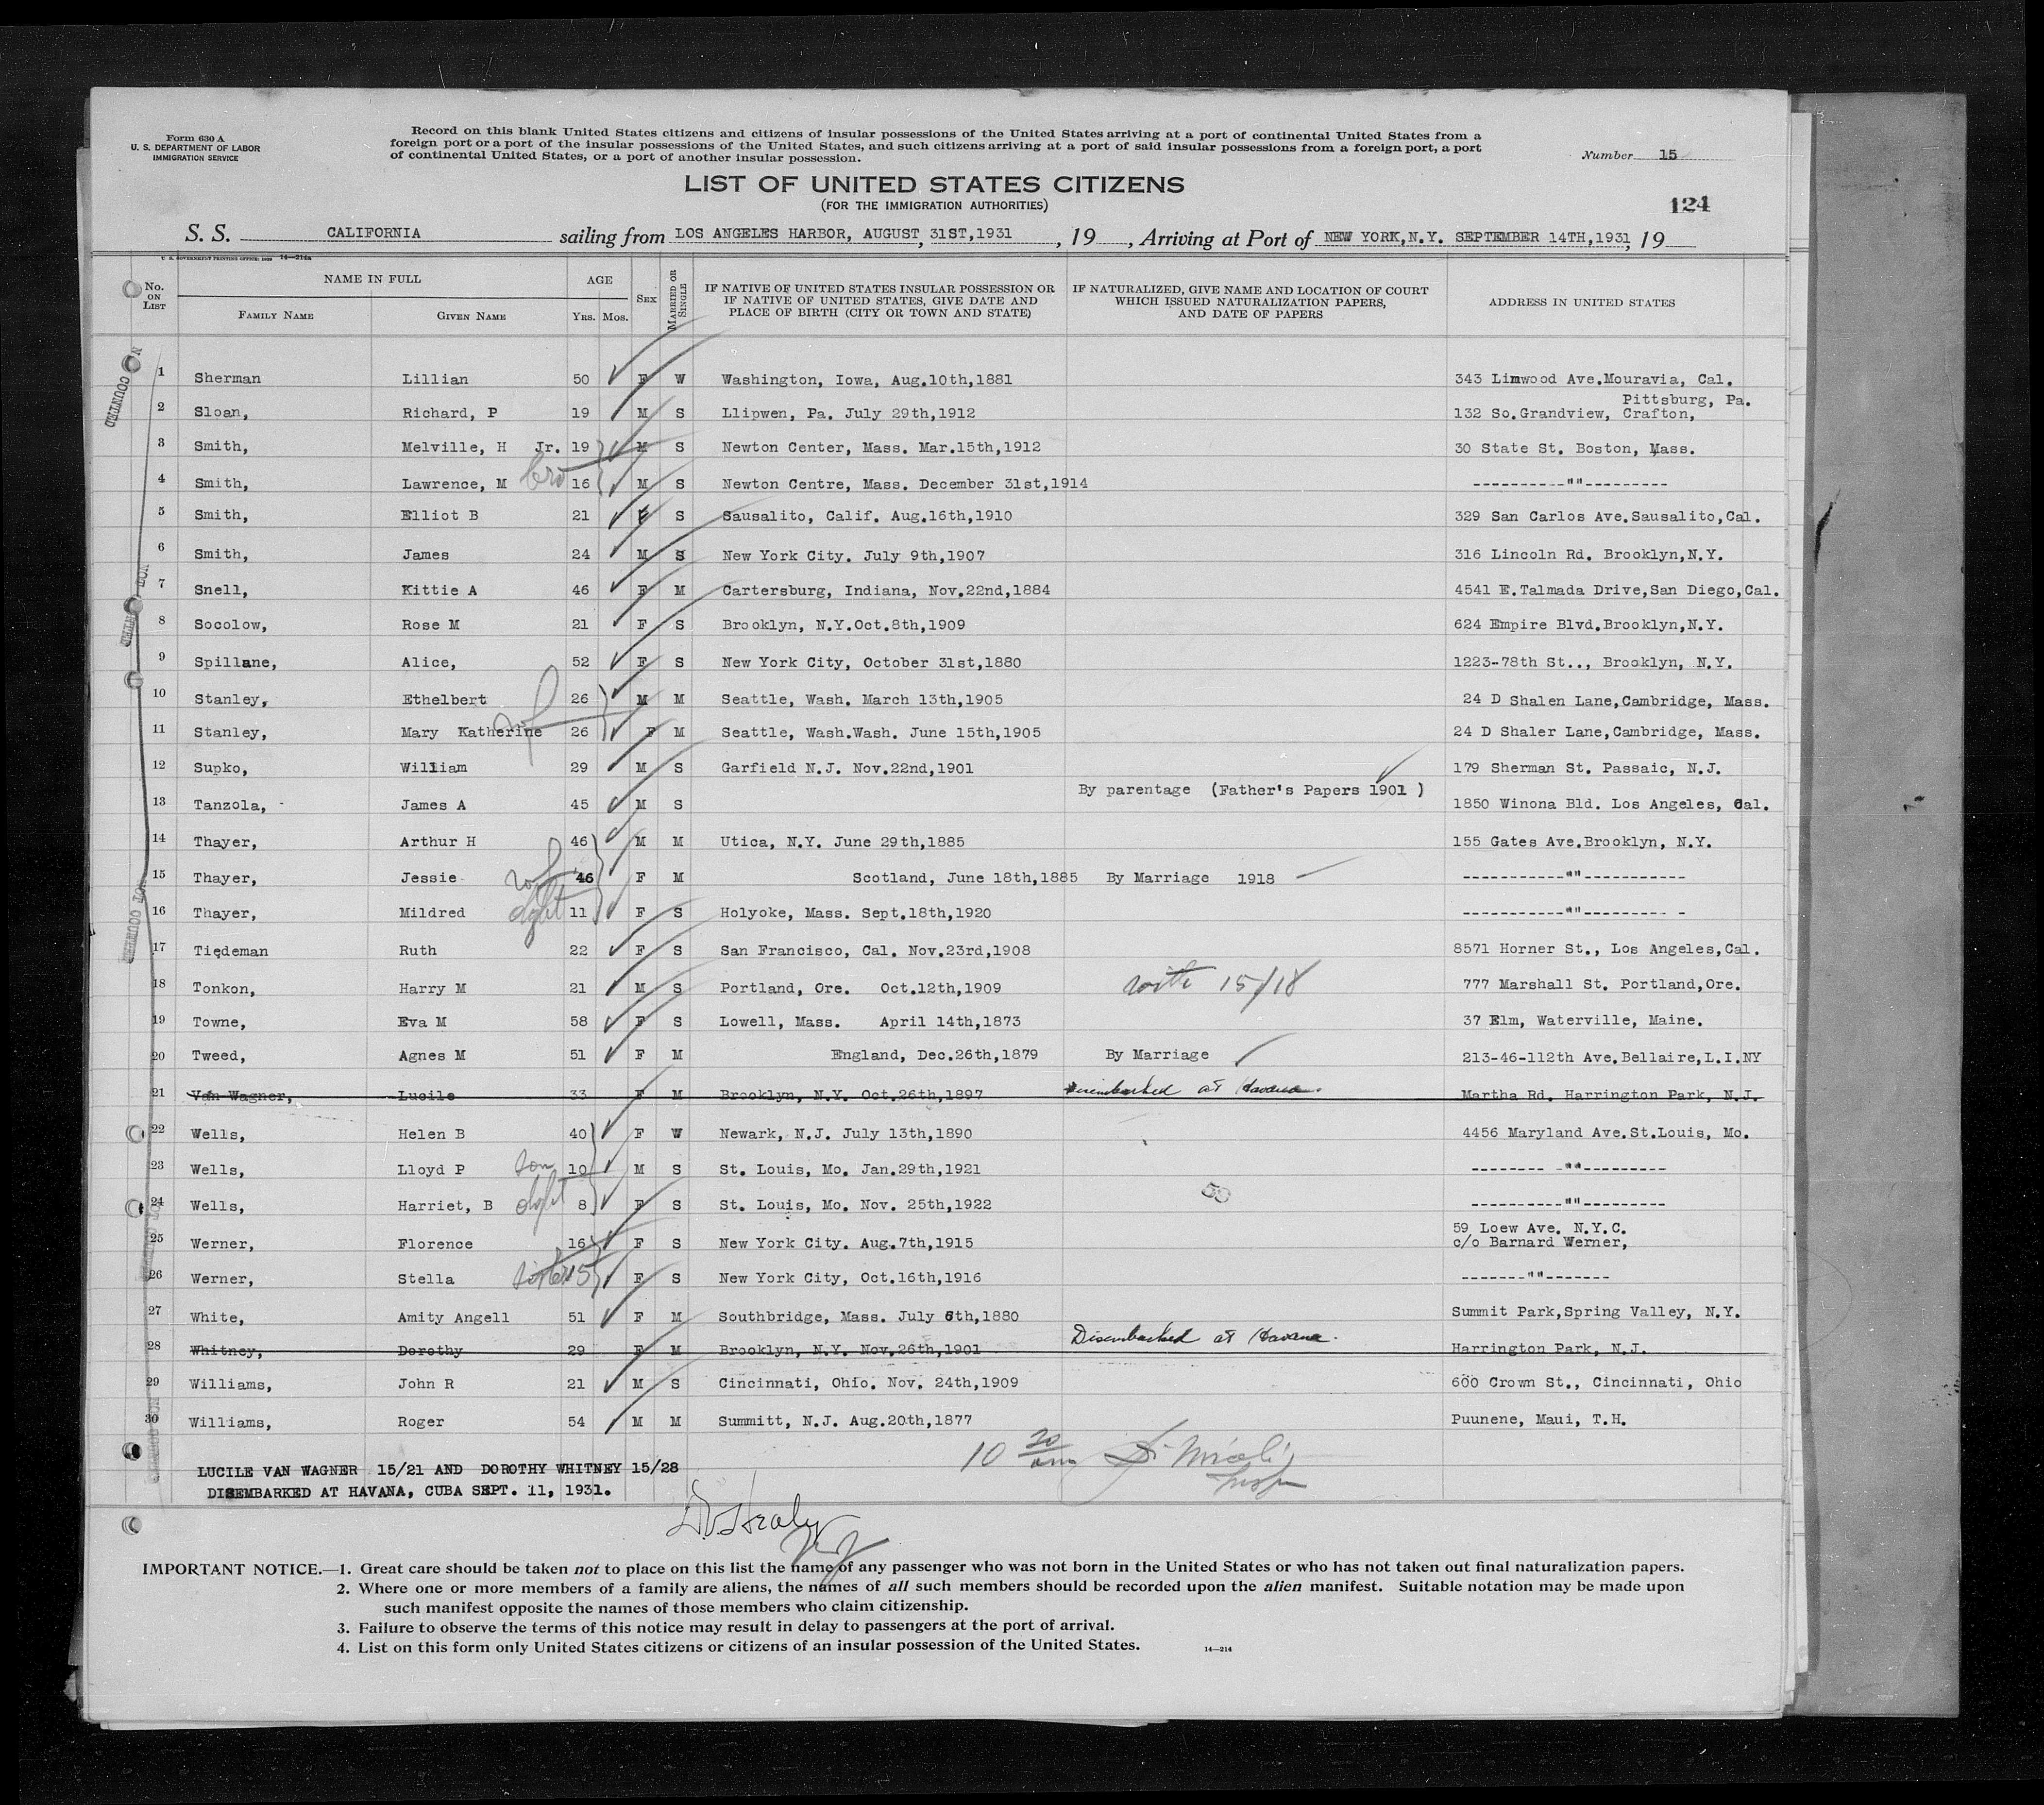 Form 630 A
U. S. DEPARTMENT OF LABOR
IMMIGRATION SERVICE
Record on this blank United States citizens and citizens of insular possessions of the United States arriving at a port of continental United States from a
foreign port or a port of the insular possessions of the United States, and such citizens arriving at a port of said insular possessions from a foreign port, a port
of continental United States, or a port of another insular possession.
Number 15
LIST OF UNITED STATES CITIZENS
(FOR THE IMMIGRATION AUTHORITIES)
124
S. S. CALIFORNIA sailing from LOS ANGELES HARBOR, AUGUST, 31ST,1931, 19 , Arriving at Port of NEW YORK,N.Y. SEPTEMBER 14TH,1931, 19
U. S. GOVERNMENT PRINTING OFFICE: 14—214a
No. ON LIST NAME IN FULL AGE SEX MARRIED OR SINGLE IF NATIVE OF UNITED STATES INSULAR POSSESSION OR IF NATIVE OF UNITED STATES, GIVE DATE AND PLACE OF BIRTH (CITY OR TOWN AND STATE) IF NATURALIZED, GIVE NAME AND LOCATION OF COURT WHICH ISSUED NATURALIZATION PAPERS, AND DATE OF PAPERS ADDRESS IN UNITED STATES
FAMILY NAME GIVEN NAME YRS. MOS.
NOT COUNTED
1 Sherman Lillian 50 F W Washington, Iowa, Aug.10th,1881 343 Linwood Ave.Mouravia, Cal.
Pittsburg, Pa.
2 Sloan, Richard, P 19 M S Llipwen, Pa. July 29th,1912 132 So.Grandview, Crafton,
3 Smith, Melville, H Jr. 19 M S Newton Center, Mass. Mar.15th,1912 30 State St. Boston, Mass.
4 Smith, Lawrence, M bro 16 M S Newton Centre, Mass. December 31st,1914 ----------""---------
5 Smith, Elliot B 21 F S Sausalito, Calif. Aug.16th,1910 329 San Carlos Ave.Sausalito,Cal.
6 Smith, James 24 M S New York City. July 9th,1907 316 Lincoln Rd. Brooklyn,N.Y.
7 Snell, Kittie A 46 F M Cartersburg, Indiana, Nov.22nd,1884 4541 E.Talmada Drive,San Diego,Cal.
8 Socolow, Rose M 21 F S Brooklyn, N.Y.Oct.8th,1909 624 Empire Blvd.Brooklyn,N.Y.
9 Spillane, Alice, 52 F S New York City, October 31st,1880 1223-78th St.., Brooklyn, N.Y.
10 Stanley, Ethelbert 26 M M Seattle, Wash. March 13th,1905 24 D Shalen Lane,Cambridge, Mass.
11 Stanley, Mary Katherine wf 26 F M Seattle, Wash.Wash. June 15th,1905 24 D Shaler Lane,Cambridge, Mass.
12 Supko, William 29 M S Garfield N.J. Nov.22nd,1901 179 Sherman St. Passaic, N.J.
By parentage (Father's Papers 1901 )
13 Tanzola, James A 45 M S 1850 Winona Bld. Los Angeles, Cal.
14 Thayer, Arthur H 46 M M Utica, N.Y. June 29th,1885 155 Gates Ave.Brooklyn, N.Y.
15 Thayer, Jessie wf 46 F M Scotland, June 18th,1885 By Marriage 1918 ----------""-----------
16 Thayer, Mildred dght 11 F S Holyoke, Mass. Sept.18th,1920 ----------""--------- -
17 Tiedeman Ruth 22 F S San Francisco, Cal. Nov.23rd,1908 8571 Horner St., Los Angeles,Cal.
18 Tonkon, Harry M 21 M S Portland, Ore. Oct.12th,1909 with 15/18 777 Marshall St. Portland,Ore.
19 Towne, Eva M 58 F S Lowell, Mass. April 14th,1873 37 Elm, Waterville, Maine.
20 Tweed, Agnes M 51 F M England, Dec.26th,1879 By Marriage 213-46-112th Ave.Bellaire,L.I.NY
21 Van Wagner, Lucile 33 F M Brooklyn, N.Y. Oct.26th,1897 Disembarked at Havana. Martha Rd. Harrington Park, N.J.
22 Wells, Helen B 40 F W Newark, N.J. July 13th,1890 4456 Maryland Ave.St.Louis, Mo.
23 Wells, Lloyd P son 10 M S St. Louis, Mo. Jan.29th,1921 -------- -""---------
24 Wells, Harriet, B dght 8 F S St. Louis, Mo. Nov. 25th,1922 ----------""---------
59 Loew Ave. N.Y.C.
25 Werner, Florence 16 F S New York City. Aug.7th,1915 c/o Barnard Werner,
26 Werner, Stella sister 15 F S New York City, Oct.16th,1916 -------""-------
27 White, Amity Angell 51 F M Southbridge, Mass. July 6th,1880 Summit Park,Spring Valley, N.Y.
28 Whitney, Dorothy 29 F M Brooklyn, N.Y. Nov.26th,1901 Disembarked at Havana. Harrington Park, N.J.
29 Williams, John R 21 M S Cincinnati, Ohio. Nov. 24th,1909 600 Crown St., Cincinnati, Ohio
30 Williams, Roger 54 M M Summitt, N.J. Aug.20th,1877 Puunene, Maui, T.H.
10 20 am
LUCILE VAN WAGNER 15/21 AND DOROTHY WHITNEY 15/28
DISEMBARKED AT HAVANA, CUBA SEPT. 11, 1931.
IMPORTANT NOTICE.—1. Great care should be taken not to place on this list the name of any passenger who was not born in the United States or who has not taken out final naturalization papers.
2. Where one or more members of a family are aliens, the names of all such members should be recorded upon the alien manifest. Suitable notation may be made upon
such manifest opposite the names of those members who claim citizenship.
3. Failure to observe the terms of this notice may result in delay to passengers at the port of arrival.
4. List on this form only United States citizens or citizens of an insular possession of the United States.
14—214